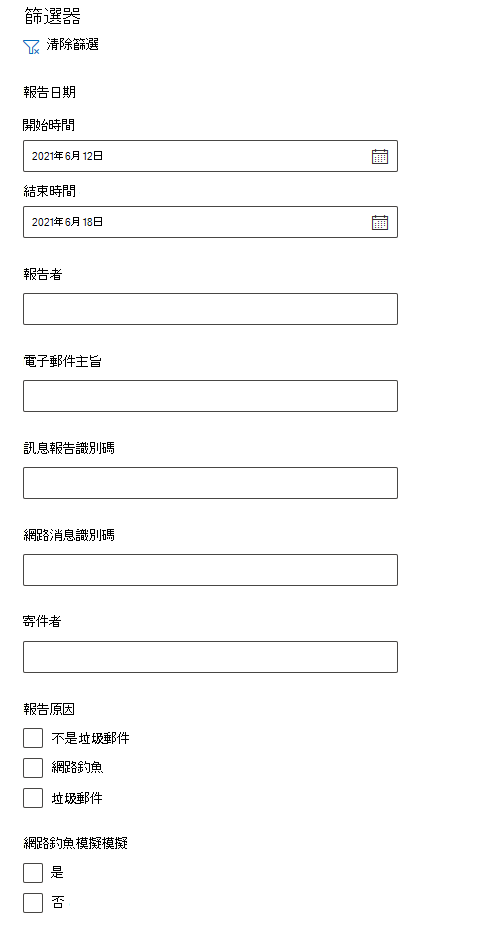 篩選器
清除篩選
報告日期
開始時間
2021年6月12日
結束時間
2021年6月18日
報告者
電子郵件主旨
訊息報告識別碼
網路消息識別碼
寄件者
報告原因
不是垃圾郵件
網路釣魚
垃圾郵件
網路釣魚模擬模擬
是
否